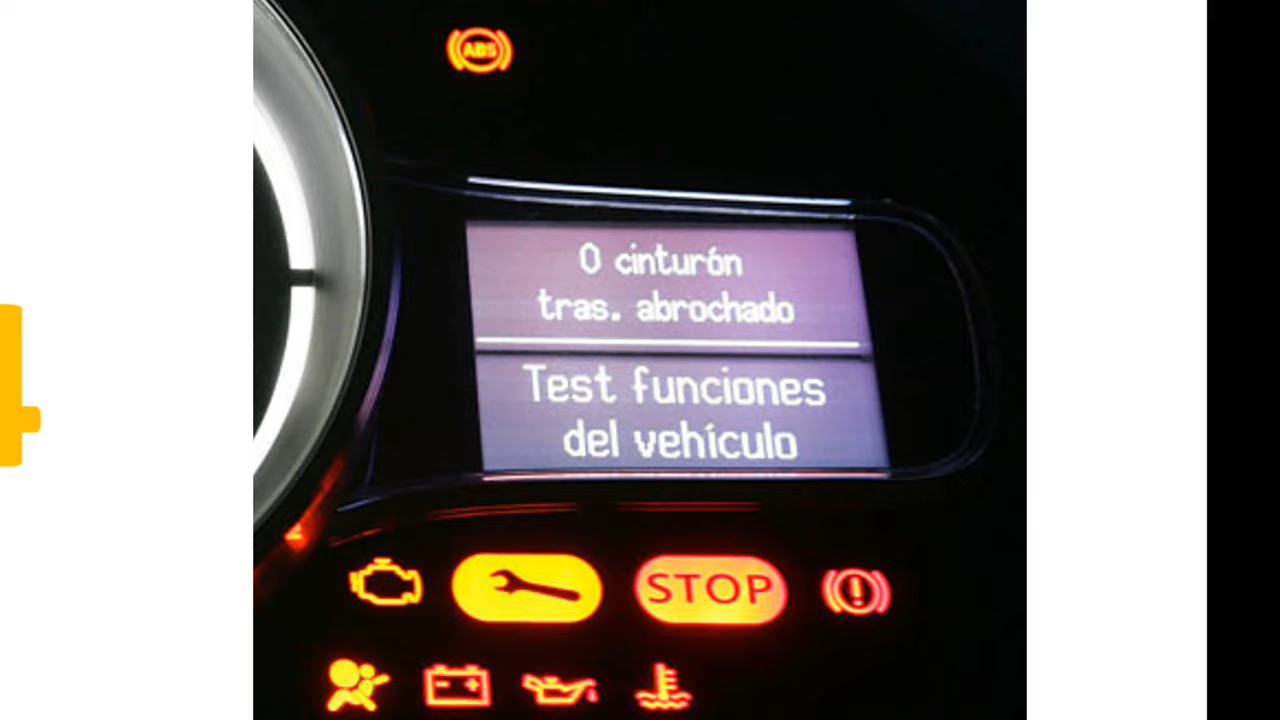 ABS
0 cinturón
tras. abrochado
Test funciones
del vehículo
STOP